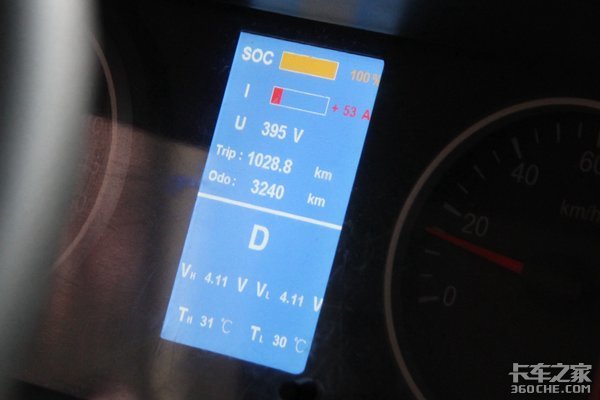 SOC 100%
I + 53 A
U 395 V
Trip: 1028.8 km
Odo: 3240 km
D
VH 4.11 V VL 4.11 V
TH 31 ℃ TL 30 ℃
60
40
20
0
km/h
卡车之家
360CHE.COM